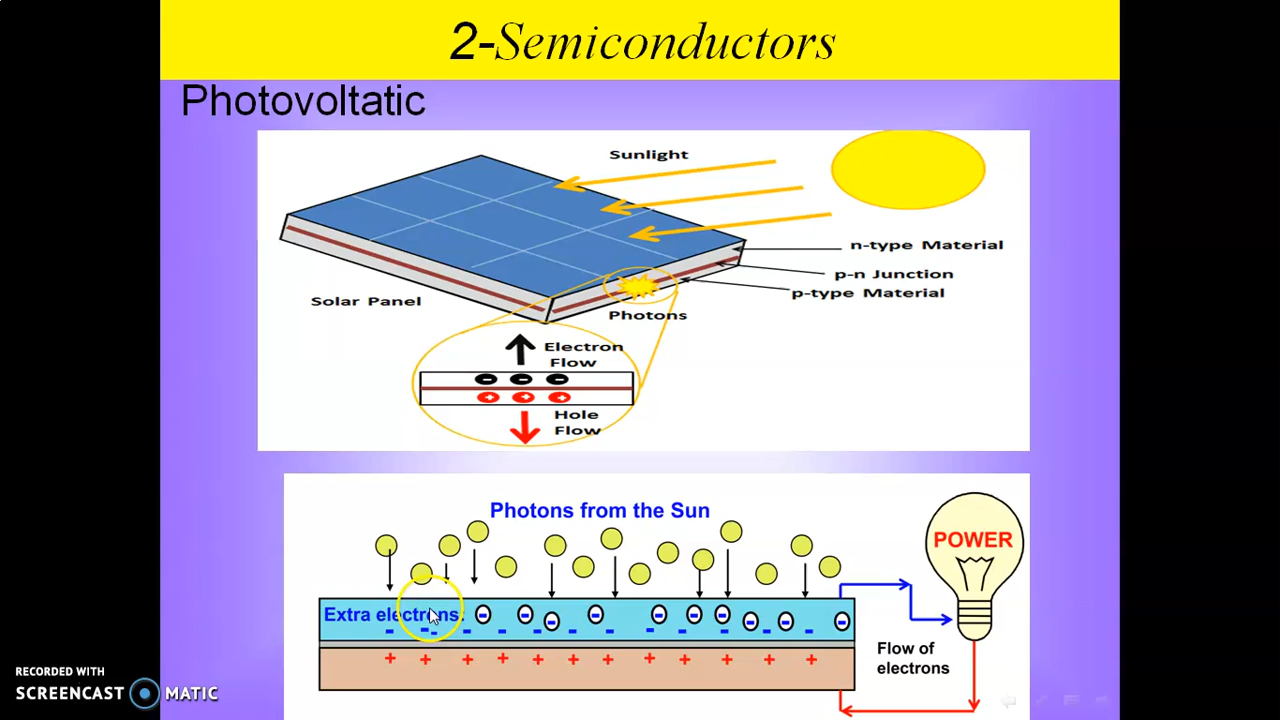 2-Semiconductors
Photovoltatic
Sunlight
n-type Material
p-n Junction
p-type Material
Solar Panel
Photons
Electron
Flow
Hole
Flow
Photons from the Sun
POWER
Extra electrons.
Flow of
electrons
RECORDED WITH
SCREENCAST MATIC